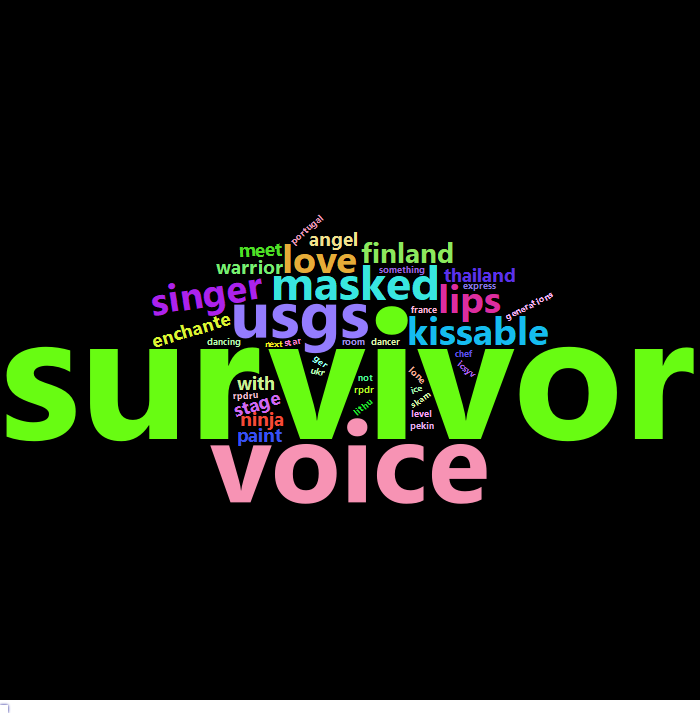 portugal
angel
meet
love
finland
warrior
something
thailand
masked
express
singer
lips
generations
usgs
france
enchante
kissable
dancing
next
star
room
dancer
survivor
chef
ger
ukr
lcsyv
with
not
lone
rpdru
rpdr
ice
skam
stage
lithu
level
ninja
pekin
paint
voice